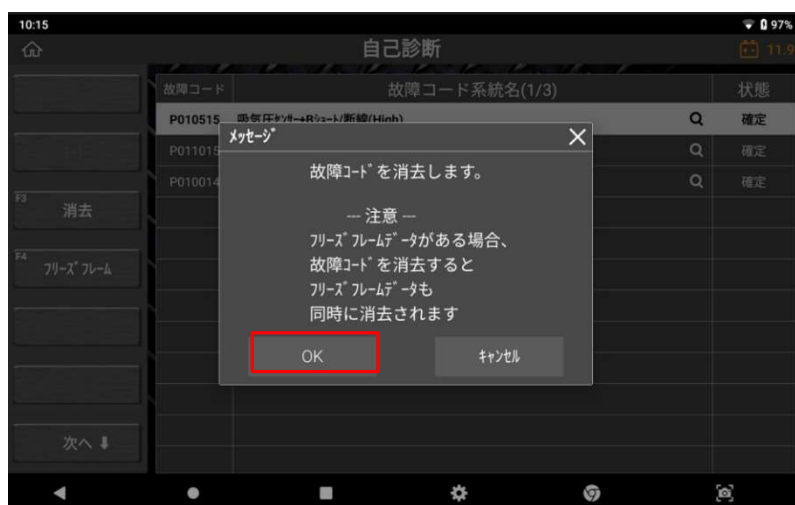 10:15
97%
自己診断
11.9
故障コード
故障コード系統名(1/3)
状態
P010515
吸気圧ｾﾝｻｰ+Bｼｮｰﾄ/断線(High)
確定
P011015
確定
P010014
確定
ﾒｯｾｰｼﾞ
故障ｺｰﾄﾞを消去します。
--- 注意 ---
ﾌﾘｰｽﾞﾌﾚｰﾑﾃﾞｰﾀがある場合、
故障ｺｰﾄﾞを消去すると
ﾌﾘｰｽﾞﾌﾚｰﾑﾃﾞｰﾀも
同時に消去されます
OK
ｷｬﾝｾﾙ
F3
消去
F4
ﾌﾘｰｽﾞﾌﾚｰﾑ
次へ ⬇